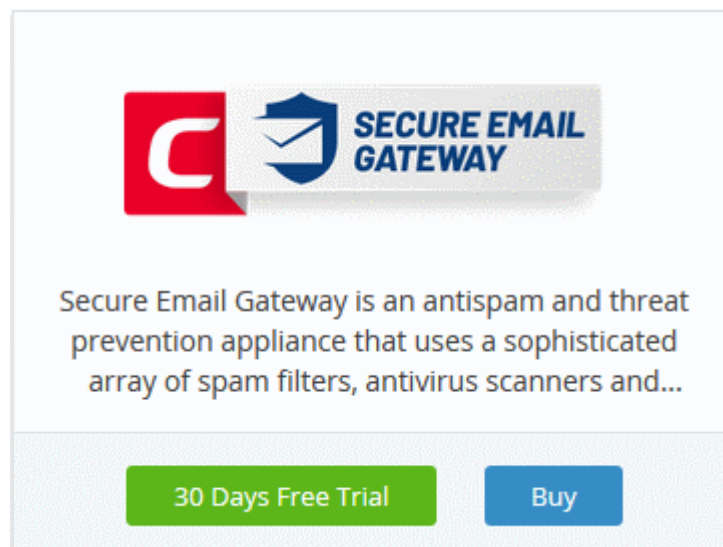 C
SECURE EMAIL
GATEWAY
Secure Email Gateway is an antispam and threat
prevention appliance that uses a sophisticated
array of spam filters, antivirus scanners and...
30 Days Free Trial
Buy